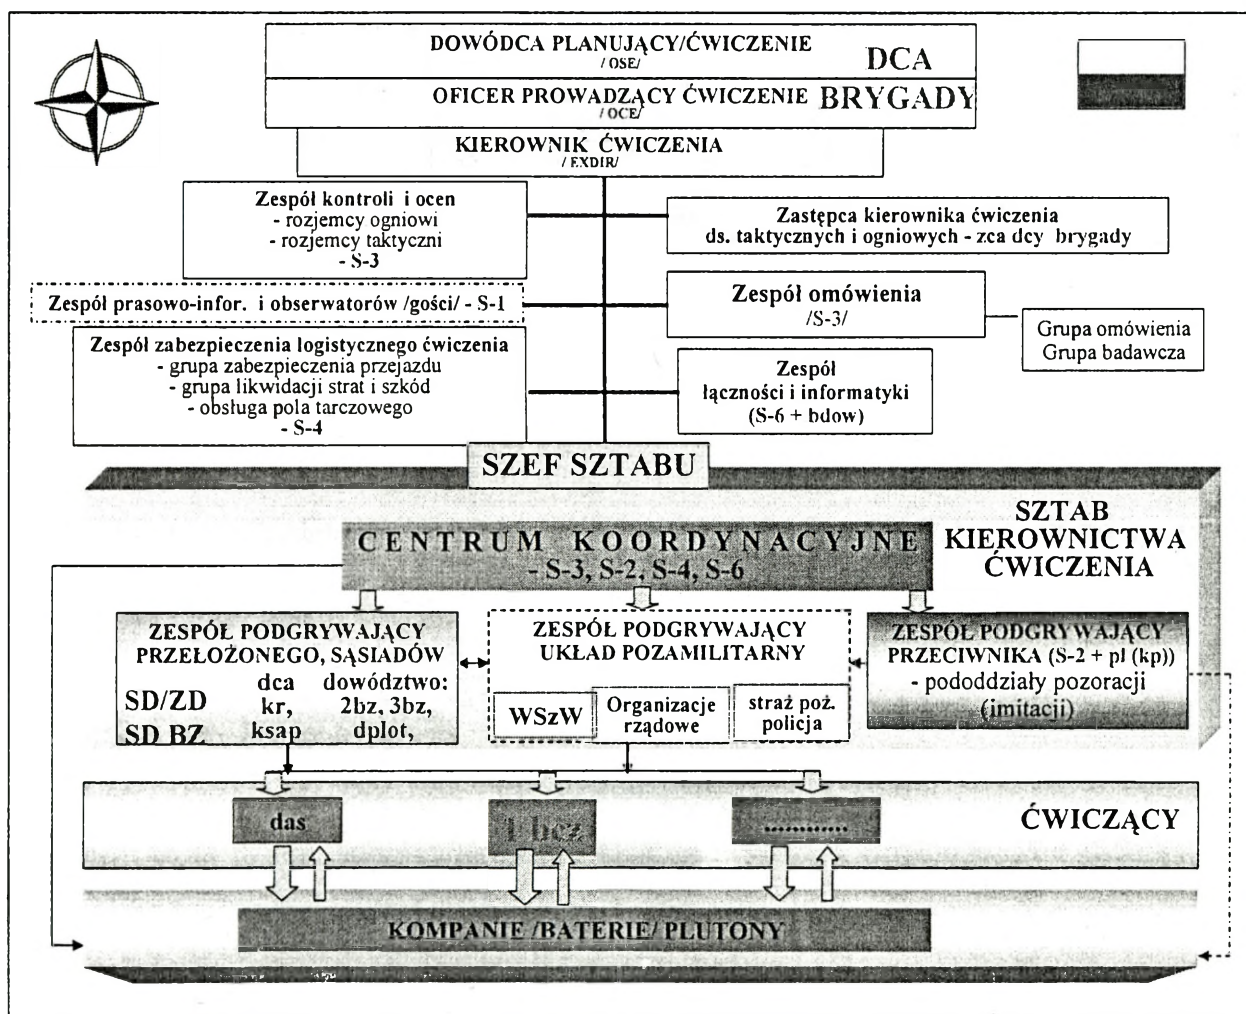 DOWÓDCA PLANUJĄCY/ĆWICZENIE
/ OSE/
DCA
OFICER PROWADZĄCY ĆWICZENIE
/ OCE/
BRYGADY
KIEROWNIK ĆWICZENIA
/ EXDIR/
Zespół kontroli i ocen
- rozjemcy ogniowi
- rozjemcy taktyczni
- S-3
Zastępca kierownika ćwiczenia
ds. taktycznych i ogniowych - zca dcy brygady
Zespół prasowo-infor. i obserwatorów /gości/ - S-1
Zespół omówienia
/S-3/
Grupa omówienia
Grupa badawcza
Zespół zabezpieczenia logistycznego ćwiczenia
- grupa zabezpieczenia przejazdu
- grupa likwidacji strat i szkód
- obsługa pola tarczowego
- S-4
Zespół
łączności i informatyki
(S-6 + bdow)
SZEF SZTABU
SZTAB
KIEROWNICTWA
ĆWICZENIA
CENTRUM KOORDYNACYJNE
- S-3, S-2, S-4, S-6
ZESPÓŁ PODGRYWAJĄCY
PRZEŁOŻONEGO, SĄSIADÓW
dca dowództwo:
SD/ZD kr, 2bz, 3bz,
SD BZ ksap dplot,
ZESPÓŁ PODGRYWAJĄCY
UKŁAD POZAMILITARNY
WSzW
Organizacje
rządowe
straż poż.
policja
ZESPÓŁ PODGRYWAJĄCY
PRZECIWNIKA (S-2 + pl (kp))
- pododdziały pozoracji
(imitacji)
ĆWICZĄCY
das
1 bcz
............
KOMPANIE /BATERIE/ PLUTONY